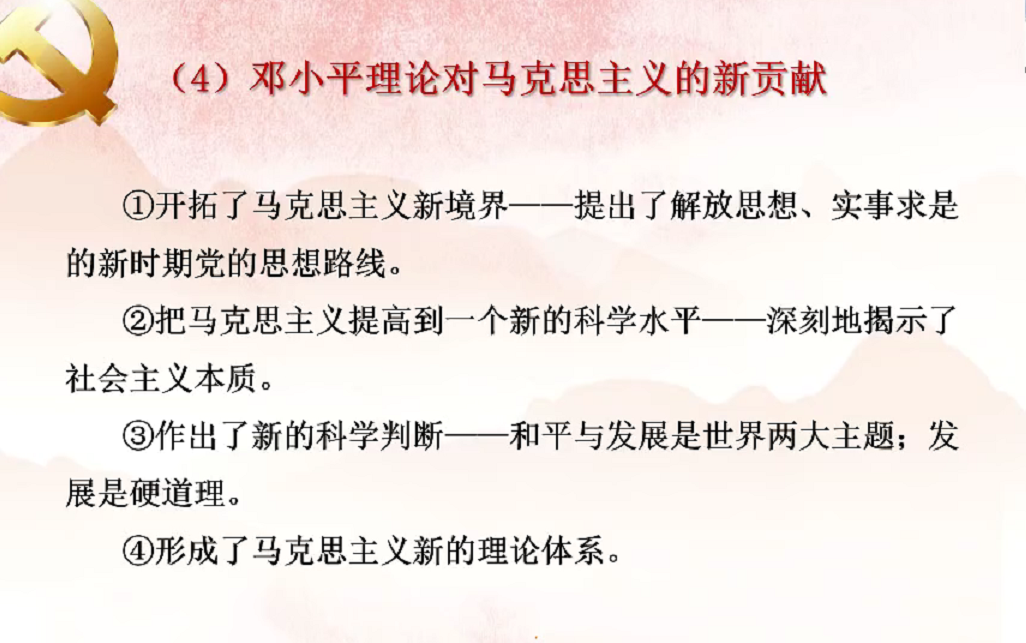 （4）邓小平理论对马克思主义的新贡献
①开拓了马克思主义新境界——提出了解放思想、实事求是
的新时期党的思想路线。
②把马克思主义提高到一个新的科学水平——深刻地揭示了
社会主义本质。
③作出了新的科学判断——和平与发展是世界两大主题；发
展是硬道理。
④形成了马克思主义新的理论体系。